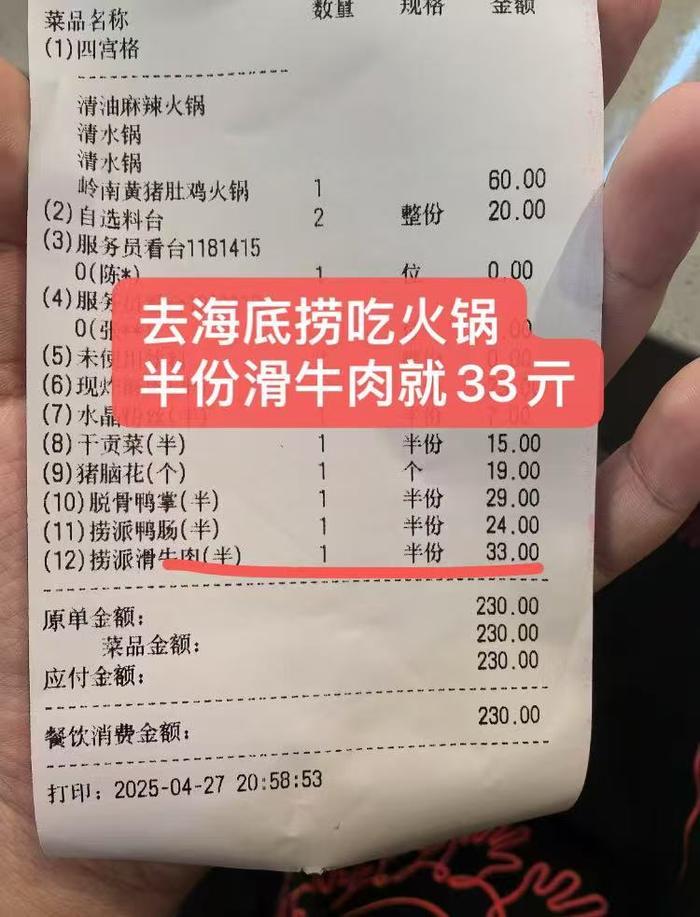 菜品名称 数量 规格 金额
(1)四宫格
清油麻辣火锅
清水锅
清水锅
岭南黄猪肚鸡火锅 1 60.00
(2)自选料台 2 整份 20.00
(3)服务员看台1181415
0(陈*) 1 位 0.00
(4)服务
0(张
去海底捞吃火锅
半份滑牛肉就33亓
(5)未使
(6)现炸
(7)水晶 7.00
(8)干贡菜(半) 1 半份 15.00
(9)猪脑花(个) 1 个 19.00
(10)脱骨鸭掌(半) 1 半份 29.00
(11)捞派鸭肠(半) 1 半份 24.00
(12)捞派滑牛肉(半) 1 半份 33.00
原单金额: 230.00
菜品金额: 230.00
应付金额: 230.00
餐饮消费金额: 230.00
打印: 2025-04-27 20:58:53